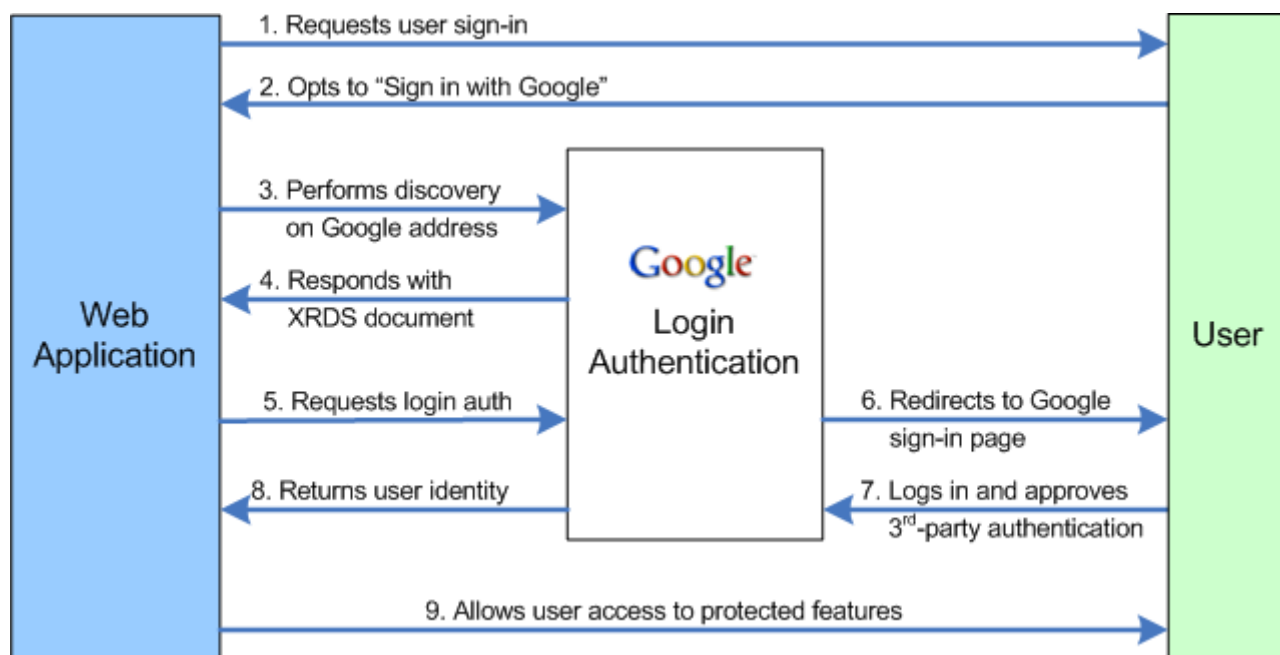 1. Requests user sign-in
2. Opts to “Sign in with Google”
3. Performs discovery
on Google address
Google
4. Responds with
XRDS document
Web
Application
Login
Authentication
User
5. Requests login auth
6. Redirects to Google
sign-in page
8. Returns user identity
7. Logs in and approves
3rd-party authentication
9. Allows user access to protected features